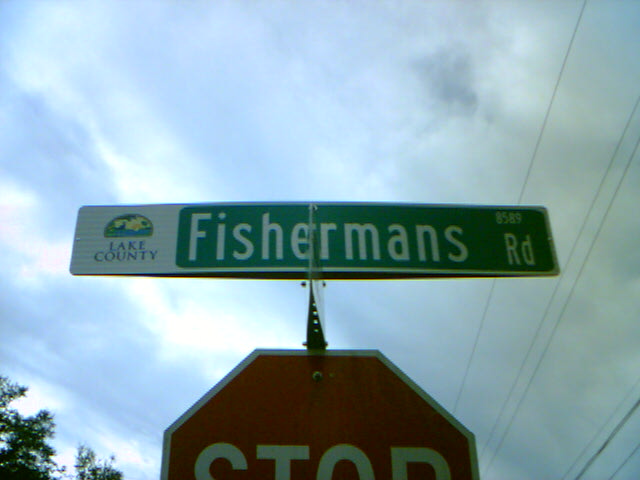 LAKE
COUNTY
Fishermans Rd
8589
STOP